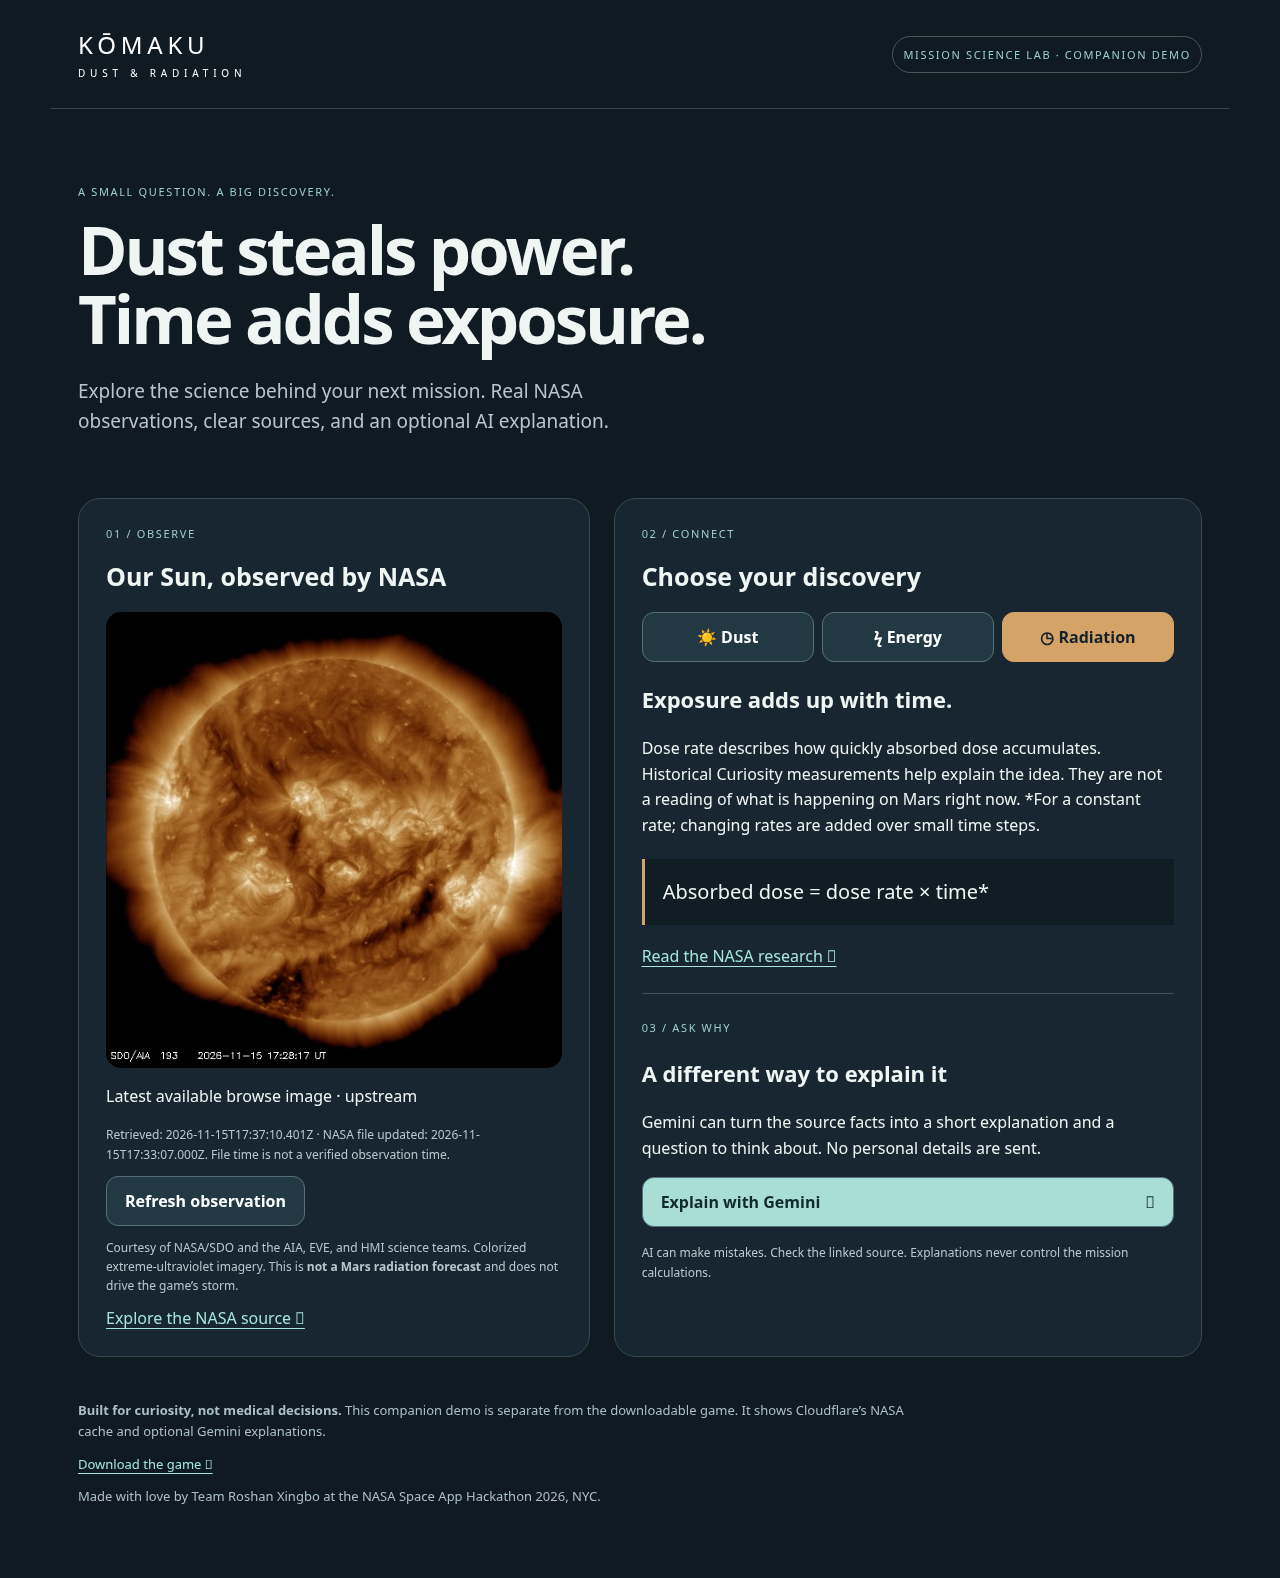 KŌMAKU
DUST & RADIATION
MISSION SCIENCE LAB · COMPANION DEMO
A SMALL QUESTION. A BIG DISCOVERY.
Dust steals power.
Time adds exposure.
Explore the science behind your next mission. Real NASA
observations, clear sources, and an optional AI explanation.
01 / OBSERVE
Our Sun, observed by NASA
SDO/AIA 193 2026-11-15 17:28:17 UT
Latest available browse image · upstream
Retrieved: 2026-11-15T17:37:10.401Z · NASA file updated: 2026-11-
15T17:33:07.000Z. File time is not a verified observation time.
Refresh observation
Courtesy of NASA/SDO and the AIA, EVE, and HMI science teams. Colorized
extreme-ultraviolet imagery. This is not a Mars radiation forecast and does not
drive the game’s storm.
Explore the NASA source
02 / CONNECT
Choose your discovery
☀️ Dust
ϟ Energy
◷ Radiation
Exposure adds up with time.
Dose rate describes how quickly absorbed dose accumulates.
Historical Curiosity measurements help explain the idea. They are not
a reading of what is happening on Mars right now. *For a constant
rate; changing rates are added over small time steps.
Absorbed dose = dose rate × time*
Read the NASA research
03 / ASK WHY
A different way to explain it
Gemini can turn the source facts into a short explanation and a
question to think about. No personal details are sent.
Explain with Gemini
AI can make mistakes. Check the linked source. Explanations never control the mission
calculations.
Built for curiosity, not medical decisions. This companion demo is separate from the downloadable game. It shows Cloudflare’s NASA
cache and optional Gemini explanations.
Download the game
Made with love by Team Roshan Xingbo at the NASA Space App Hackathon 2026, NYC.